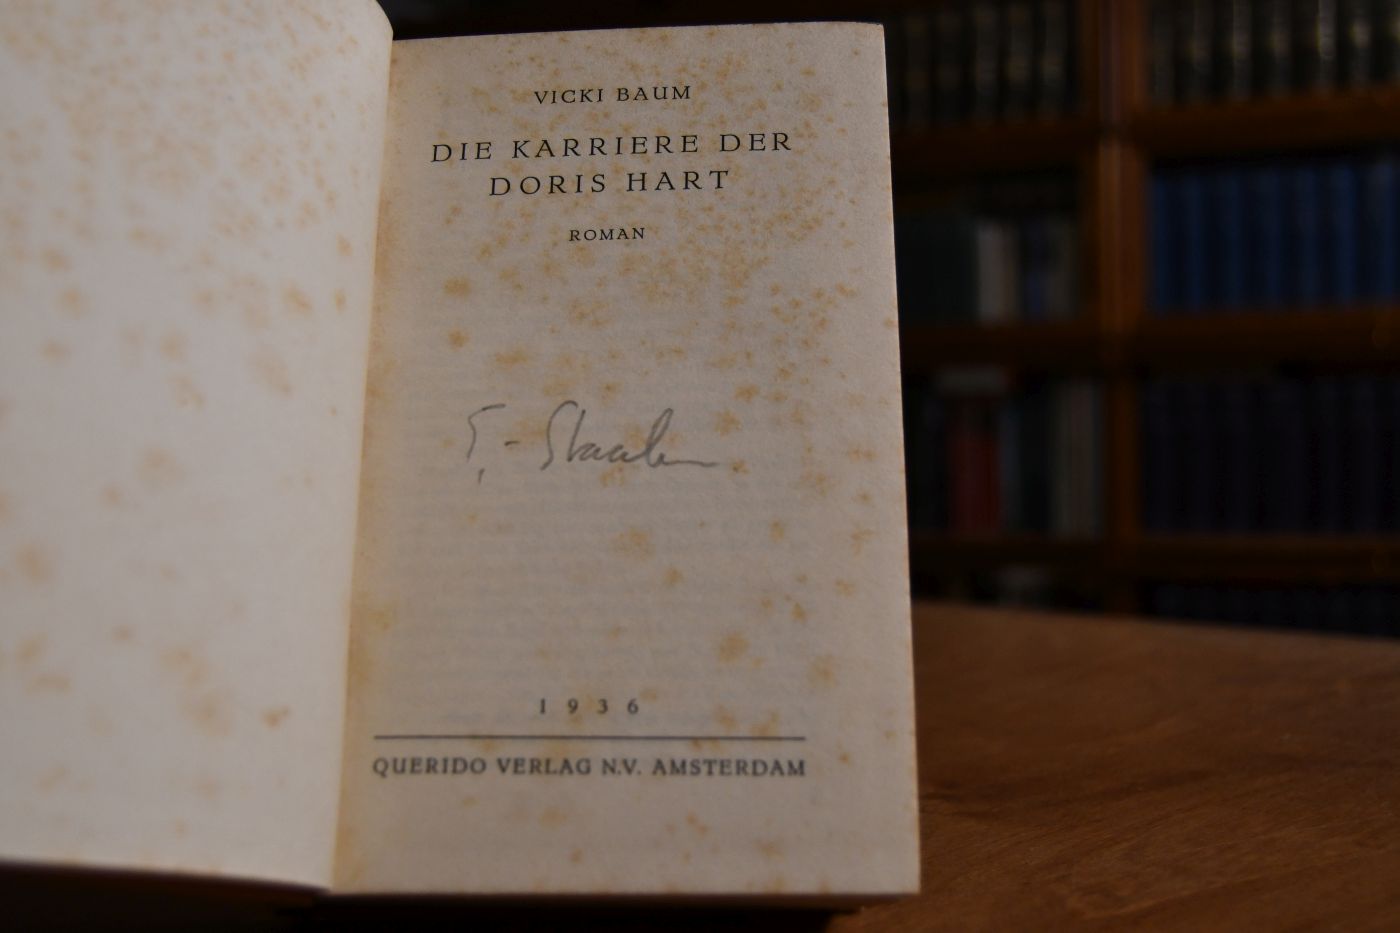 VICKI BAUM
DIE KARRIERE DER
DORIS HART
ROMAN
1936
QUERIDO VERLAG N.V. AMSTERDAM